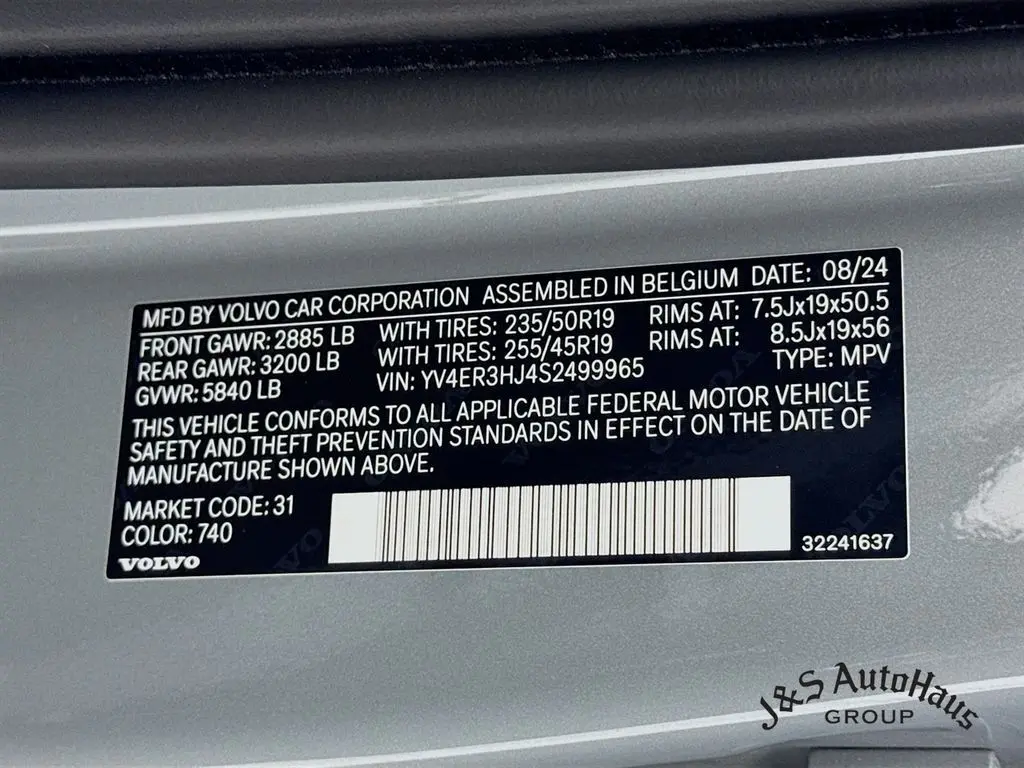 MFD BY VOLVO CAR CORPORATION ASSEMBLED IN BELGIUM DATE: 08/24
FRONT GAWR: 2885 LB WITH TIRES: 235/50R19 RIMS AT: 7.5Jx19x50.5
REAR GAWR: 3200 LB WITH TIRES: 255/45R19 RIMS AT: 8.5Jx19x56
GVWR: 5840 LB VIN: YV4ER3HJ4S2499965 TYPE: MPV
THIS VEHICLE CONFORMS TO ALL APPLICABLE FEDERAL MOTOR VEHICLE
SAFETY AND THEFT PREVENTION STANDARDS IN EFFECT ON THE DATE OF
MANUFACTURE SHOWN ABOVE.
MARKET CODE: 31
COLOR: 740
VOLVO
32241637
J&S AutoHaus
GROUP